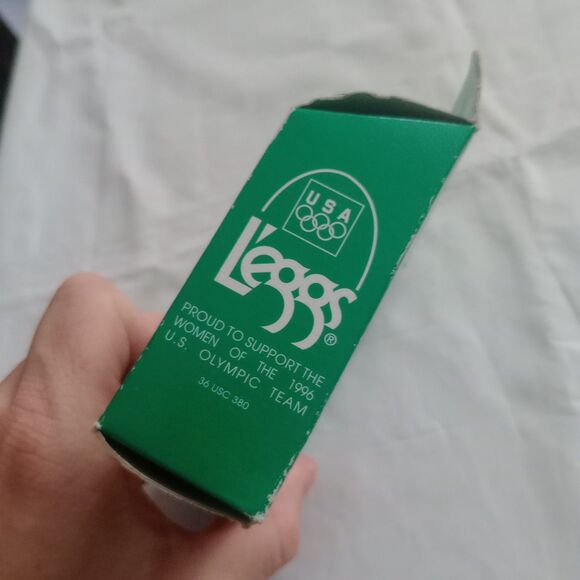 USA
L'eggs®
PROUD TO SUPPORT THE
WOMEN OF THE 1996
U.S. OLYMPIC TEAM
36 USC 380